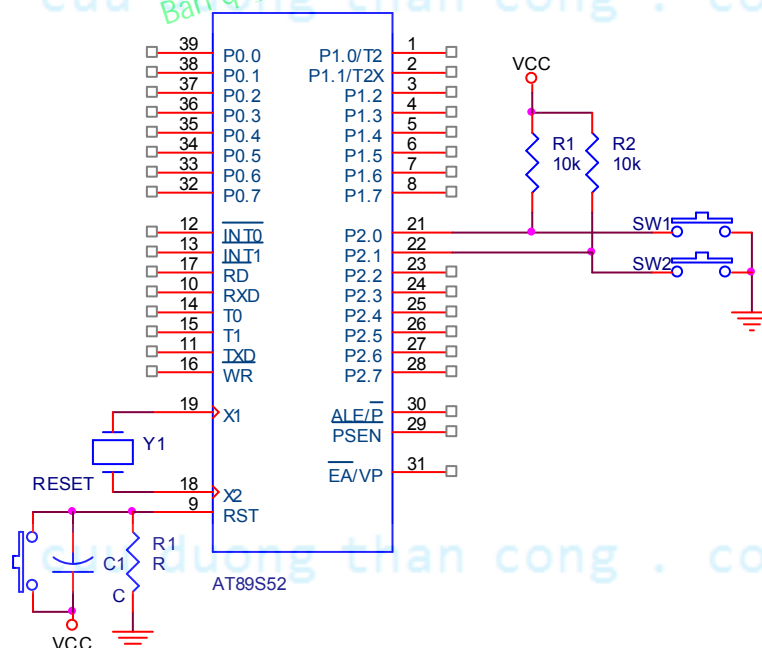 cuu duong than cong . co
Ban q
39 P0.0
38 P0.1
37 P0.2
36 P0.3
35 P0.4
34 P0.5
33 P0.6
32 P0.7
12 INT0
13 INT1
17 RD
10 RXD
14 T0
15 T1
11 TXD
16 WR
19 X1
18 X2
9 RST
P1.0/T2 1
P1.1/T2X 2
P1.2 3
P1.3 4
P1.4 5
P1.5 6
P1.6 7
P1.7 8
P2.0 21
P2.1 22
P2.2 23
P2.3 24
P2.4 25
P2.5 26
P2.6 27
P2.7 28
ALE/P 30
PSEN 29
EA/VP 31
VCC
R1
10k
R2
10k
SW1
SW2
Y1
RESET
C1
C
R1
R
VCC
AT89S52
cuu duong than cong . co